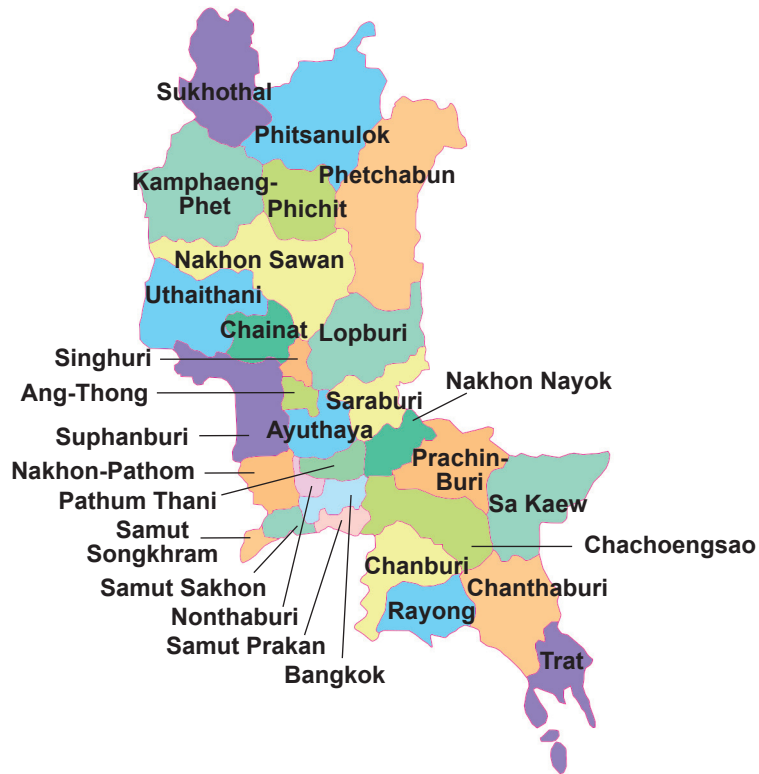 Sukhothal
Phitsanulok
Phetchabun
Kamphaeng-
Phet
Phichit
Nakhon Sawan
Uthaithani
Chainat
Lopburi
Singhuri
Ang-Thong
Nakhon Nayok
Saraburi
Suphanburi
Ayuthaya
Nakhon-Pathom
Prachin-
Buri
Pathum Thani
Sa Kaew
Samut
Songkhram
Chachoengsao
Chanburi
Samut Sakhon
Chanthaburi
Nonthaburi
Rayong
Samut Prakan
Trat
Bangkok